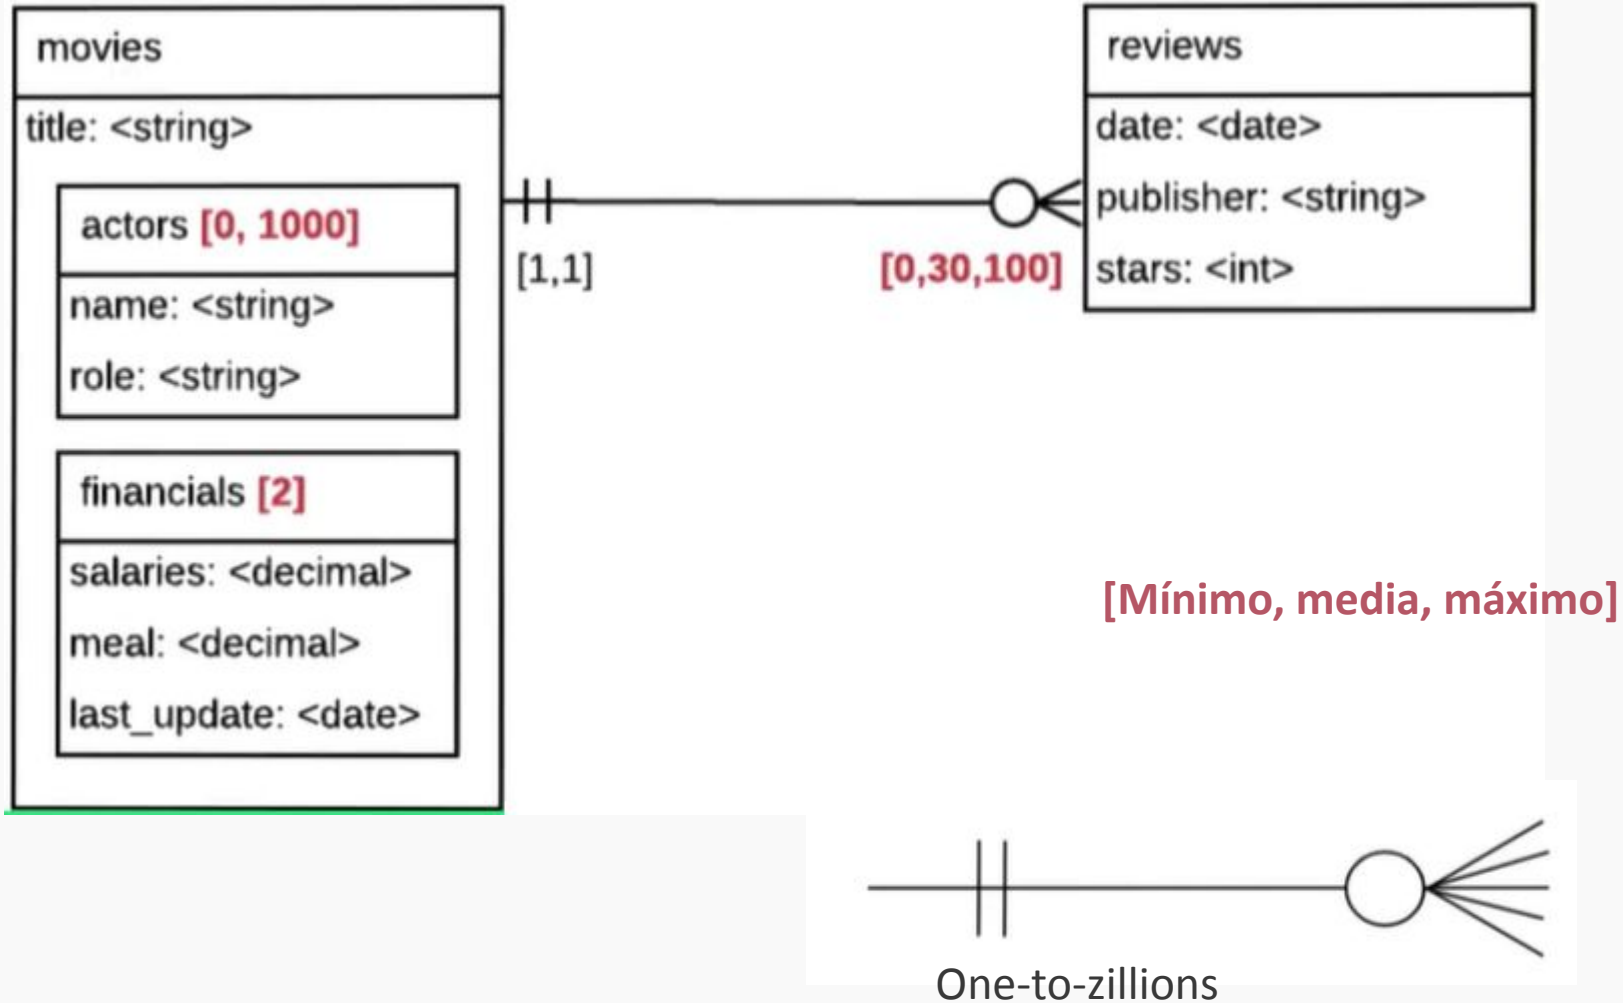 movies
title: <string>
actors [0, 1000]
name: <string>
role: <string>
financials [2]
salaries: <decimal>
meal: <decimal>
last_update: <date>
[1,1]
[0,30,100]
reviews
date: <date>
publisher: <string>
stars: <int>
[Mínimo, media, máximo]
One-to-zillions